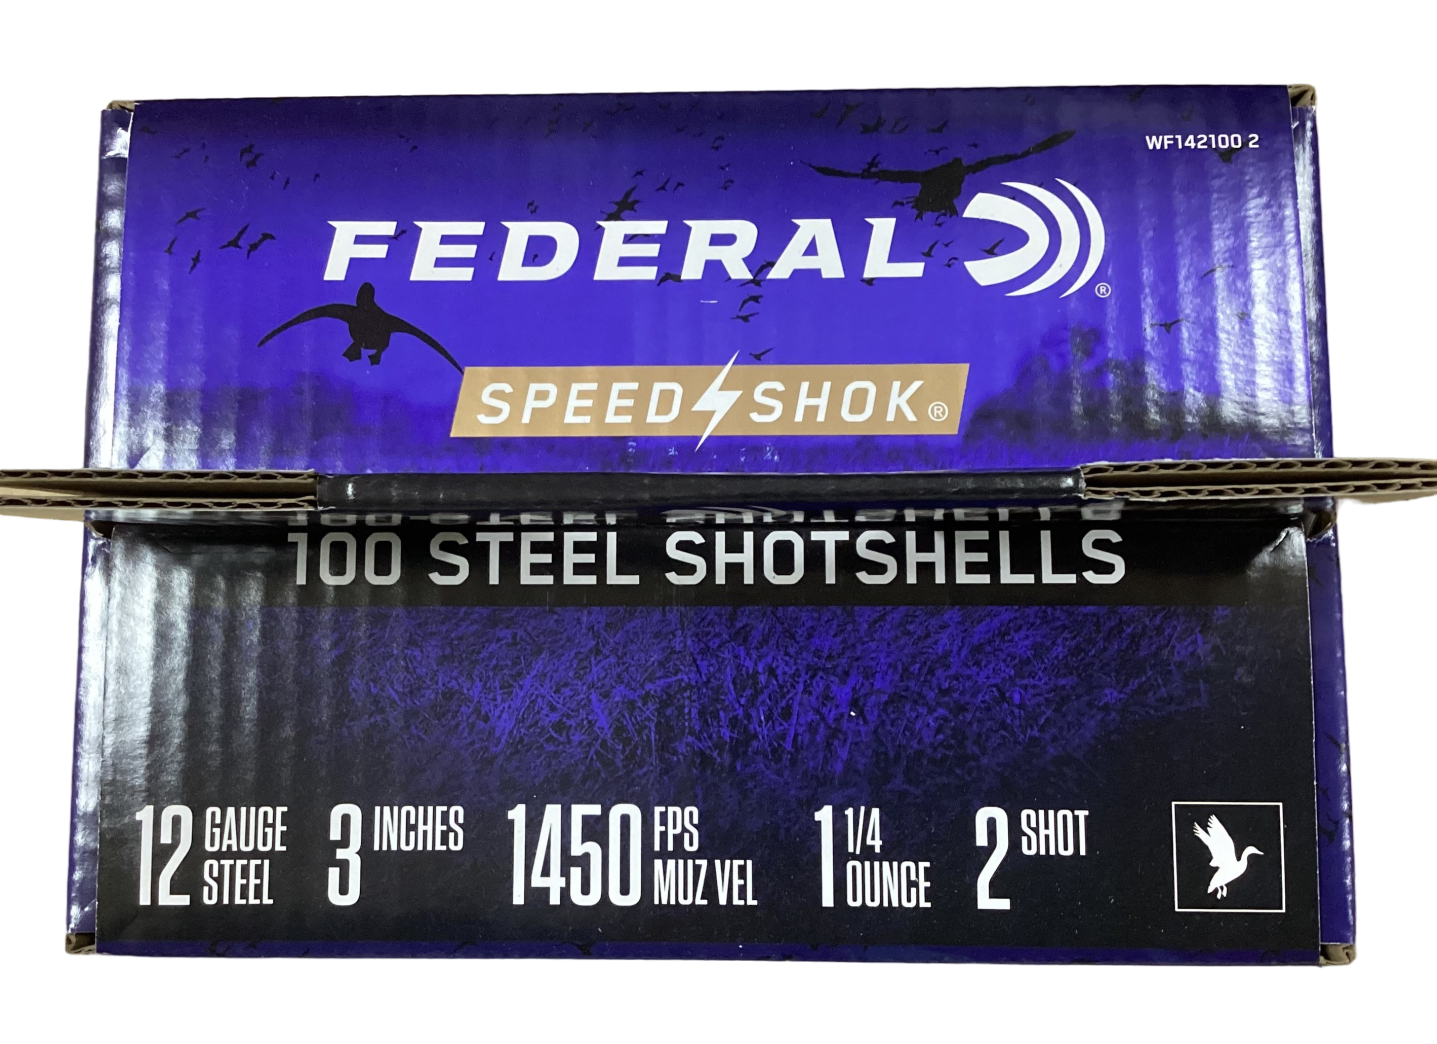 WF142100 2
FEDERAL
®
SPEED SHOK®
100 STEEL SHOTSHELLS
12 GAUGE STEEL
3 INCHES
1450 FPS MUZ VEL
1 1/4 OUNCE
2 SHOT